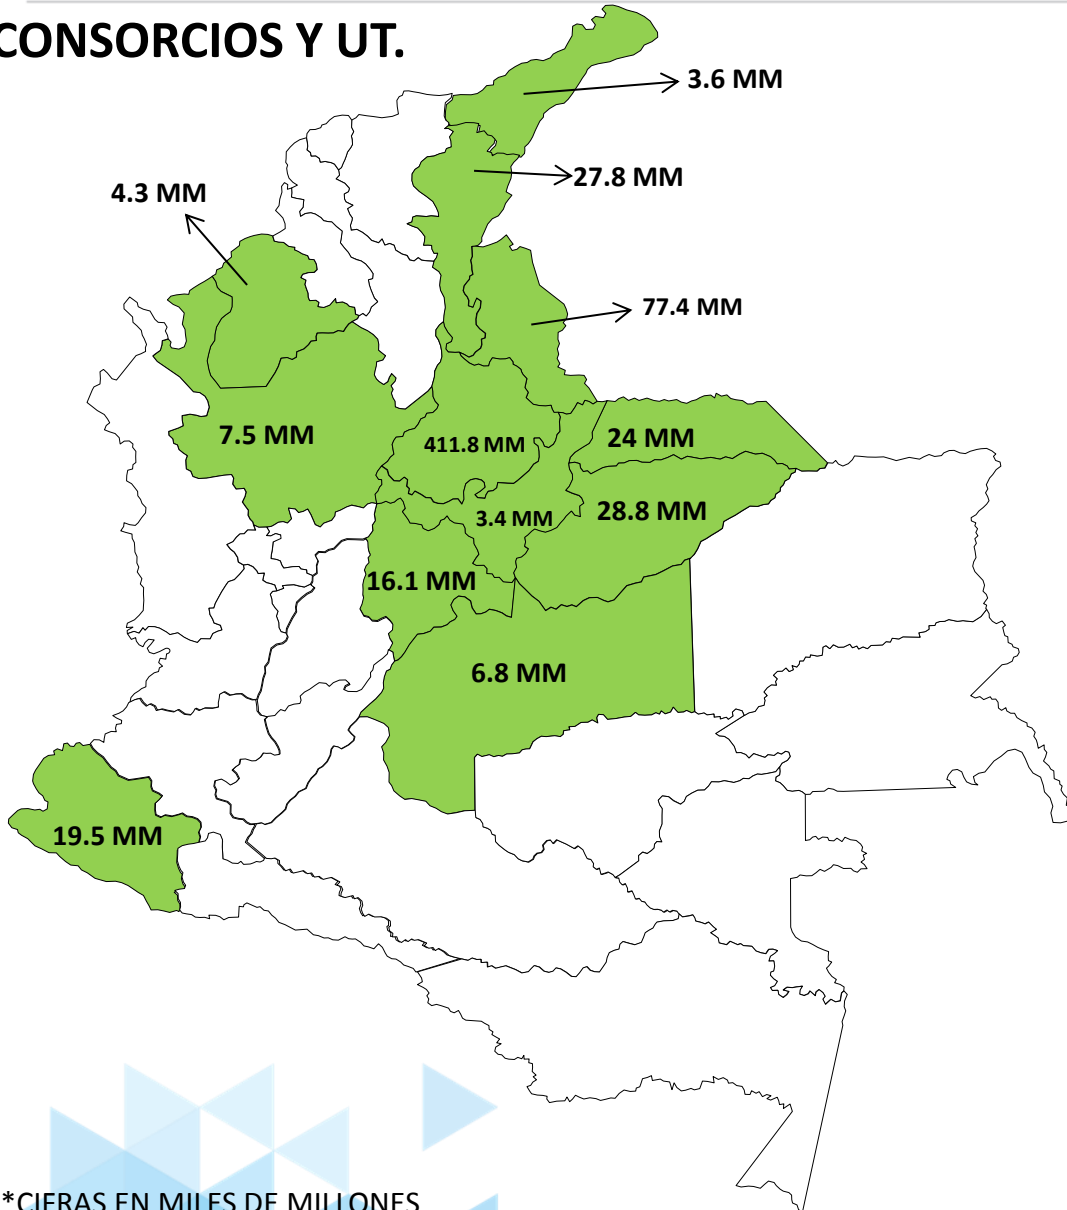 CONSORCIOS Y UT.
3.6 MM
27.8 MM
4.3 MM
77.4 MM
7.5 MM
411.8 MM
24 MM
3.4 MM
28.8 MM
16.1 MM
6.8 MM
19.5 MM
*CIFRAS EN MILES DE MILLONES